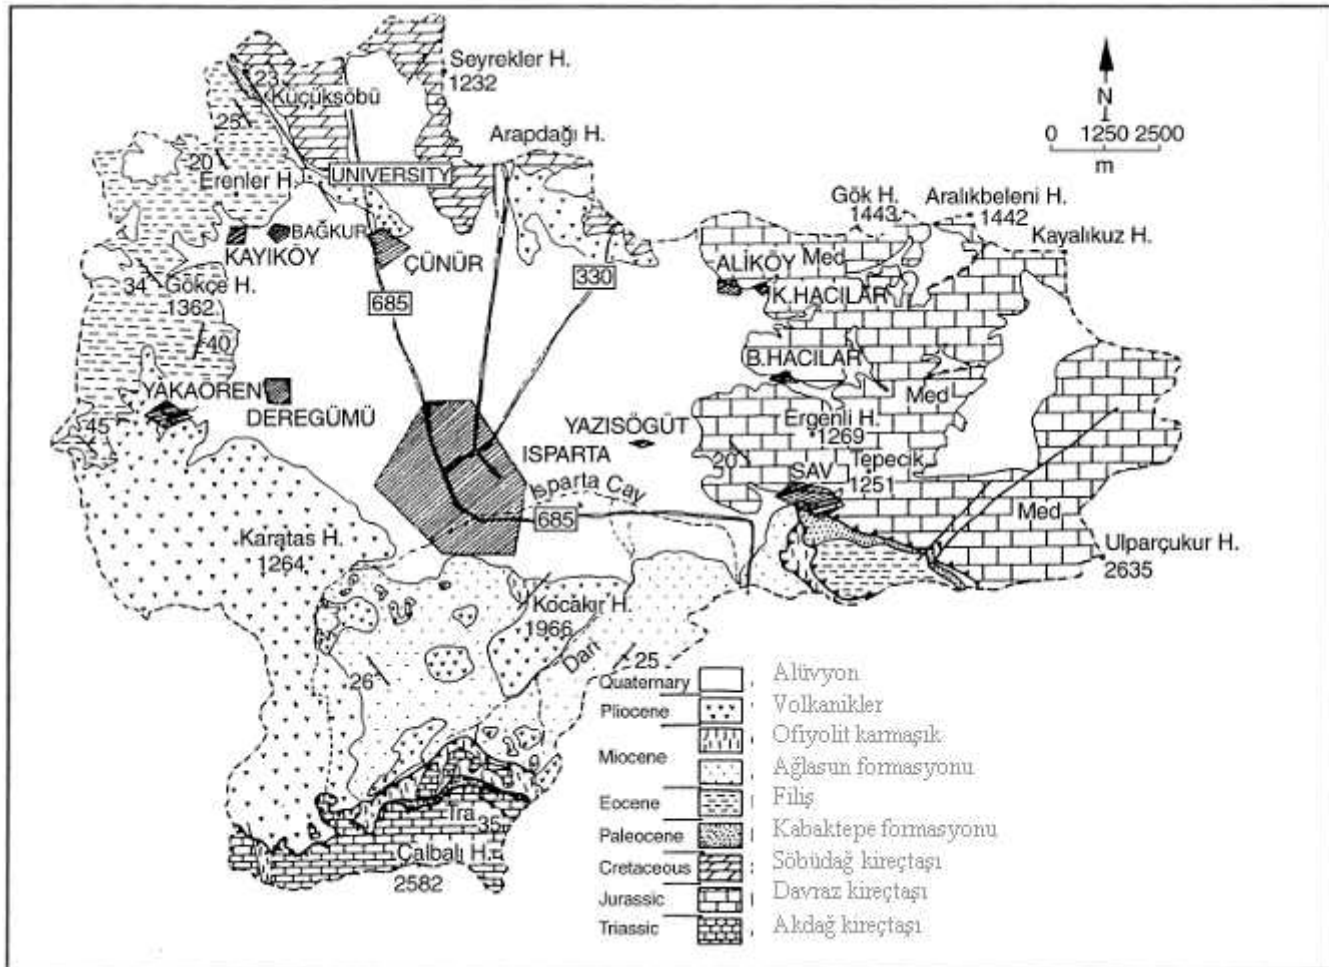 Seyrekler H.
1232
23
Küçüksöbü
25
Arapdağı H.
N
0 1250 2500
m
20
Erenler H.
UNIVERSITY
Gök H.
1443
Aralıkbeleni H.
1442
Kayalıkuz H.
BAĞKUR
KAYIKÖY
ÇÜNÜR
ALİKÖY
Med
330
K.HACILAR
34
Gökçe H.
1362
685
40
B.HACILAR
YAKAÖREN
DEREGÜMÜ
Med
Ergenli H.
1269
YAZISÖGÜT
45
ISPARTA
20
SAV
Tepecik
1251
Isparta Cay
685
Med
Karatas H.
1264
Ulparçukur H.
2635
Kocakır H.
1966
Dari
25
26
Quaternary
Alüvyon
Pliocene
Volkanikler
Ofiyolit karmaşık
Miocene
Ağlasun formasyonu
Eocene
Filiş
Paleocene
Kabaktepe formasyonu
Cretaceous
Söbüdağ kireçtaşı
Jurassic
Davraz kireçtaşı
Triassic
Akdağ kireçtaşı
Tra
35
Çalbalı H.
2582